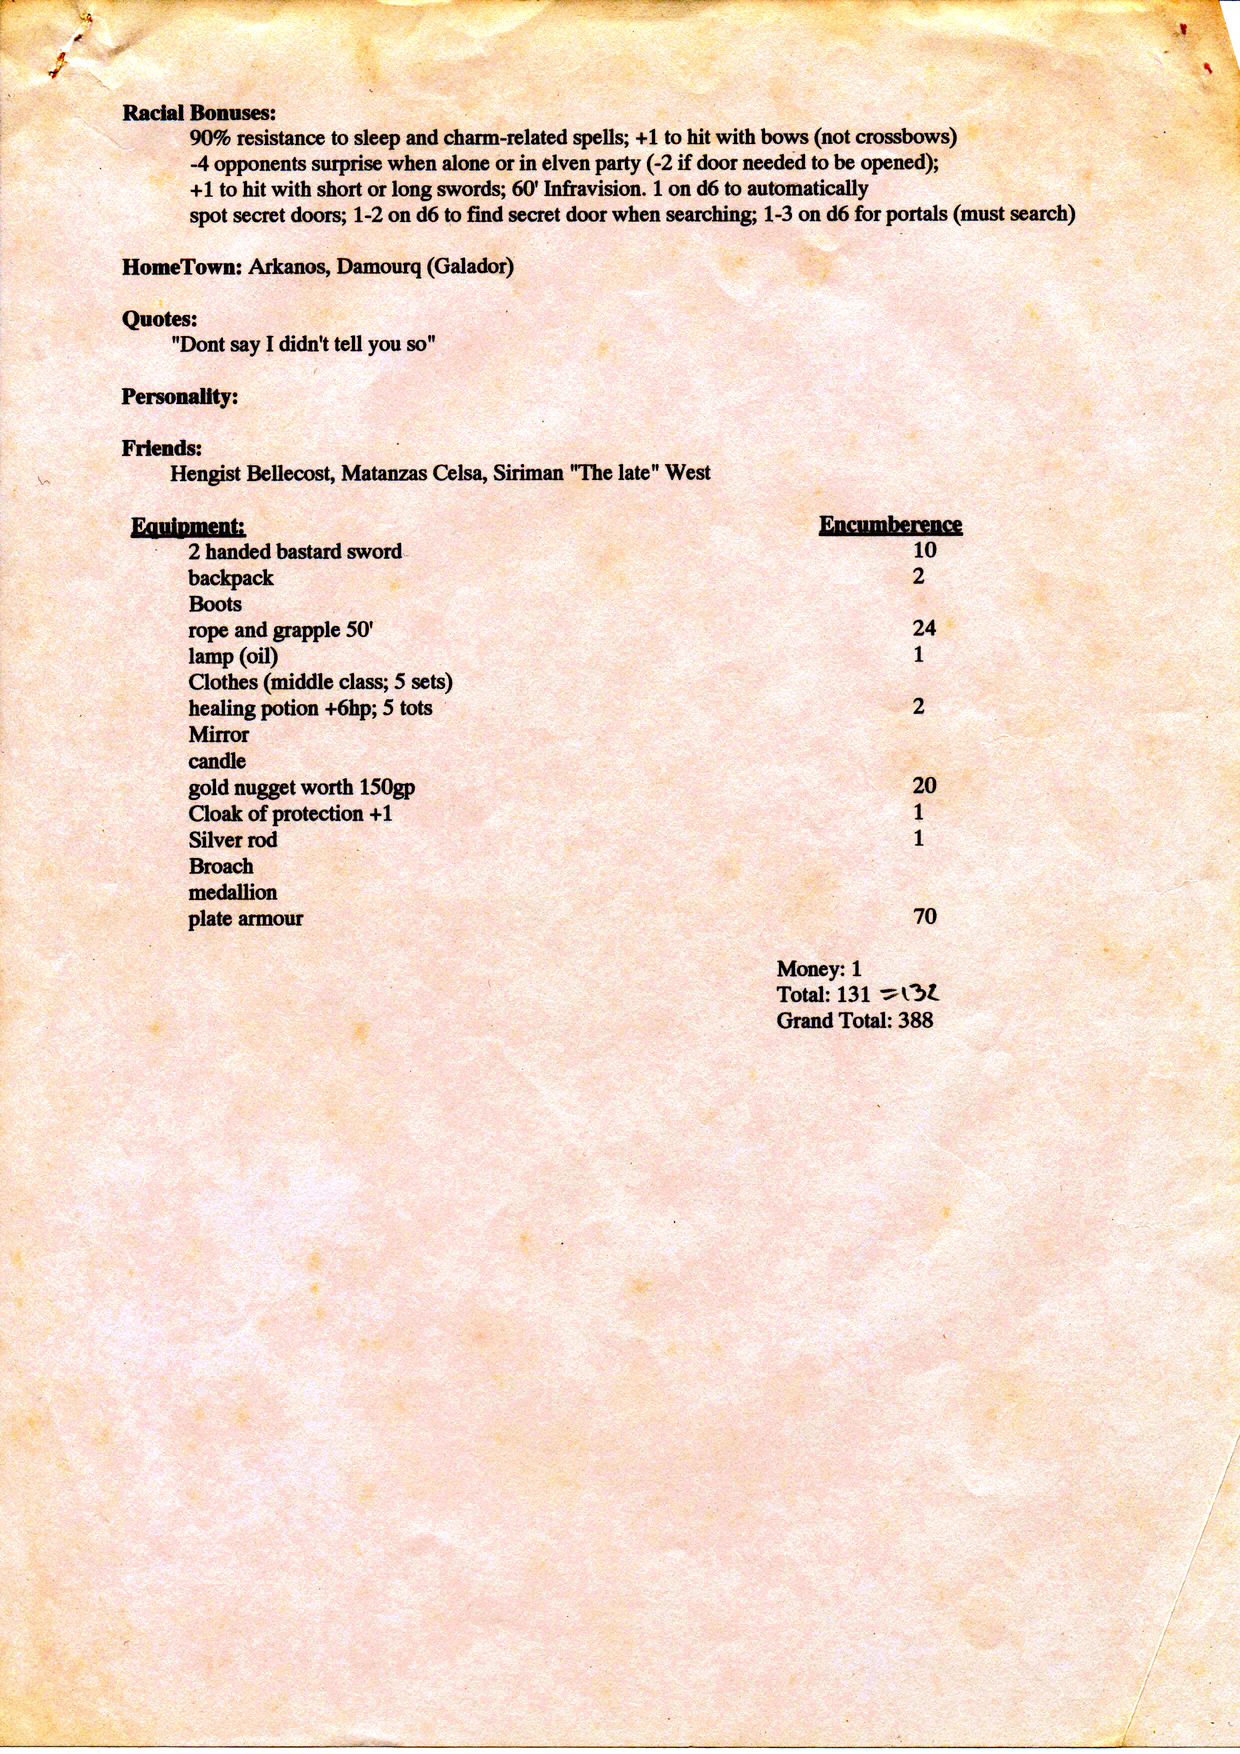 Racial Bonuses:
90% resistance to sleep and charm-related spells; +1 to hit with bows (not crossbows)
-4 opponents surprise when alone or in elven party (-2 if door needed to be opened);
+1 to hit with short or long swords; 60' Infravision. 1 on d6 to automatically
spot secret doors; 1-2 on d6 to find secret door when searching; 1-3 on d6 for portals (must search)
HomeTown: Arkanos, Damourq (Galador)
Quotes:
"Dont say I didn't tell you so"
Personality:
Friends:
Hengist Bellecost, Matanzas Celsa, Siriman "The late" West
Equipment: Encumberence
2 handed bastard sword 10
backpack 2
Boots
rope and grapple 50' 24
lamp (oil) 1
Clothes (middle class; 5 sets)
healing potion +6hp; 5 tots 2
Mirror
candle
gold nugget worth 150gp 20
Cloak of protection +1 1
Silver rod 1
Broach
medallion
plate armour 70
Money: 1
Total: 131 =132
Grand Total: 388